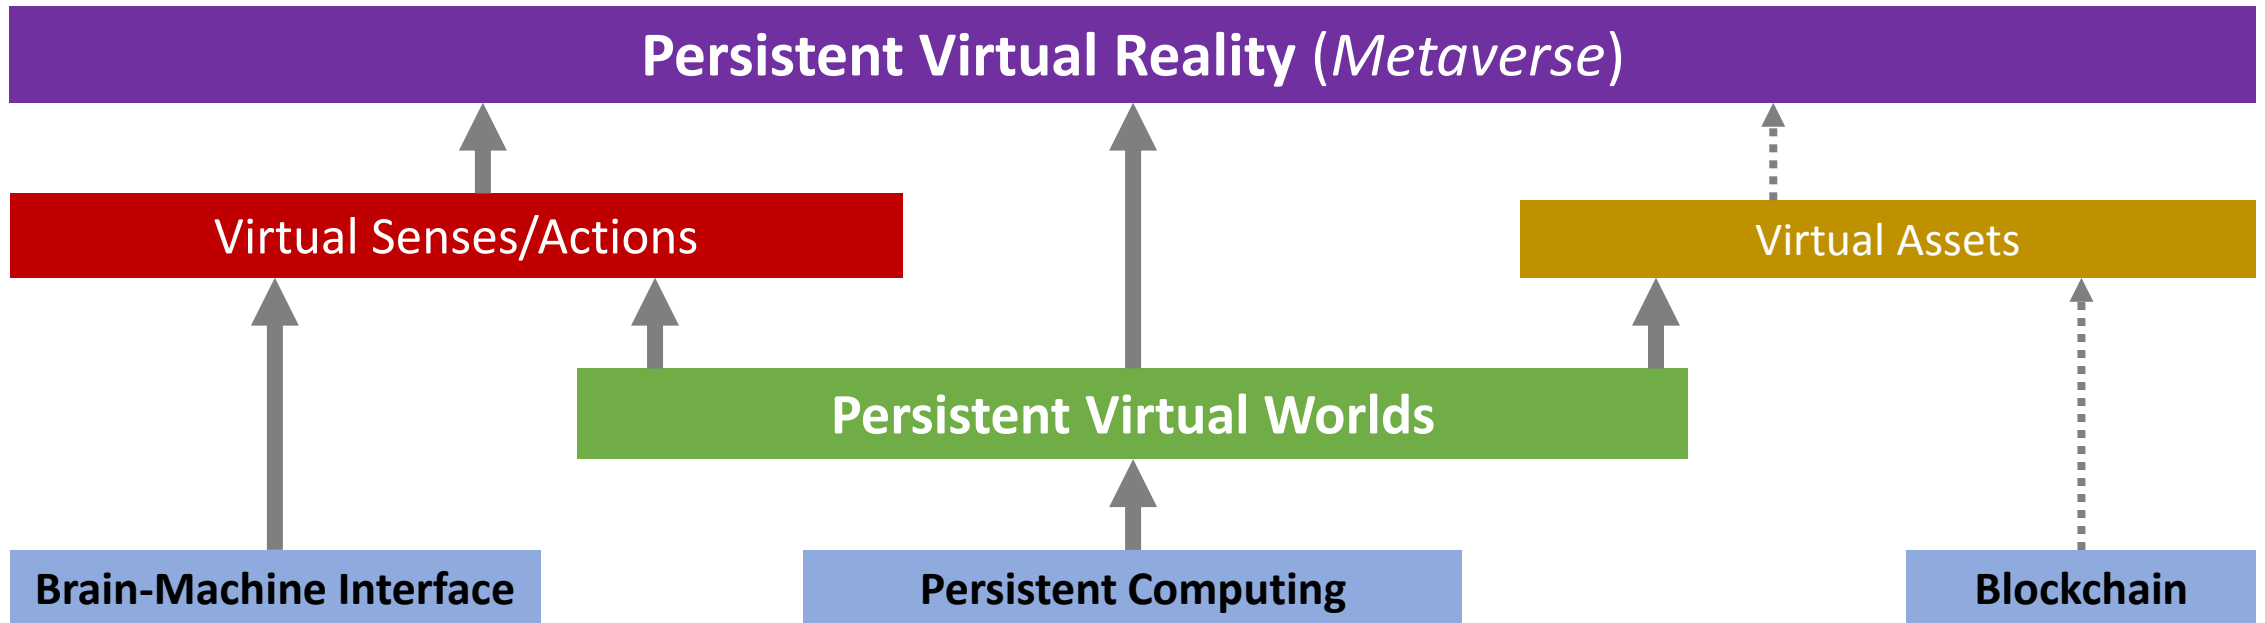 Persistent Virtual Reality (Metaverse)
Virtual Senses/Actions
Virtual Assets
Persistent Virtual Worlds
Brain-Machine Interface
Persistent Computing
Blockchain